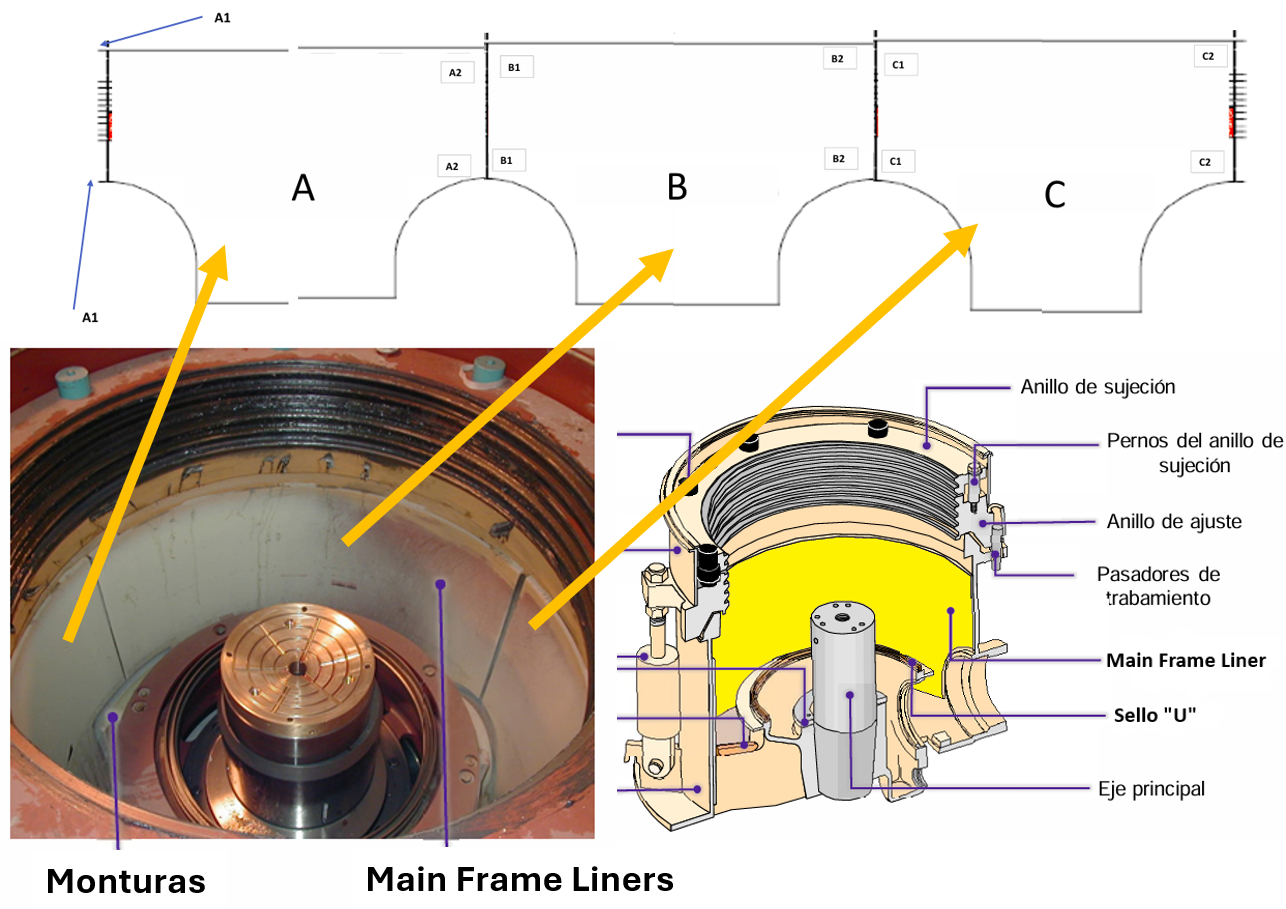 A1
A2
B1
B2
C1
C2
A2
B1
B2
C1
C2
A
B
C
A1
Anillo de sujeción
Pernos del anillo de
sujeción
Anillo de ajuste
Pasadores de
trabamiento
Main Frame Liner
Sello "U"
Eje principal
Monturas
Main Frame Liners